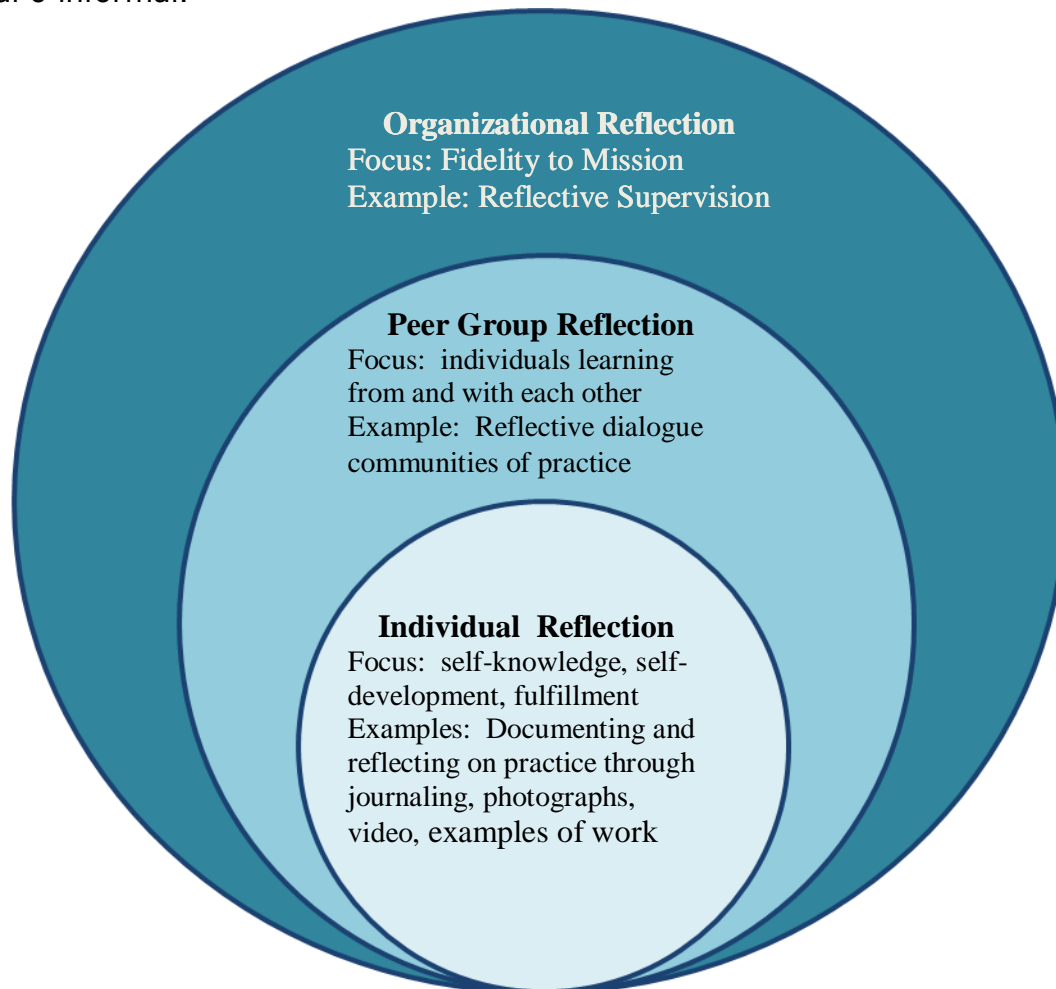 informal.
Organizational Reflection
Focus: Fidelity to Mission
Example: Reflective Supervision
Peer Group Reflection
Focus: individuals learning
from and with each other
Example: Reflective dialogue
communities of practice
Individual Reflection
Focus: self-knowledge, self-
development, fulfillment
Examples: Documenting and
reflecting on practice through
journaling, photographs,
video, examples of work